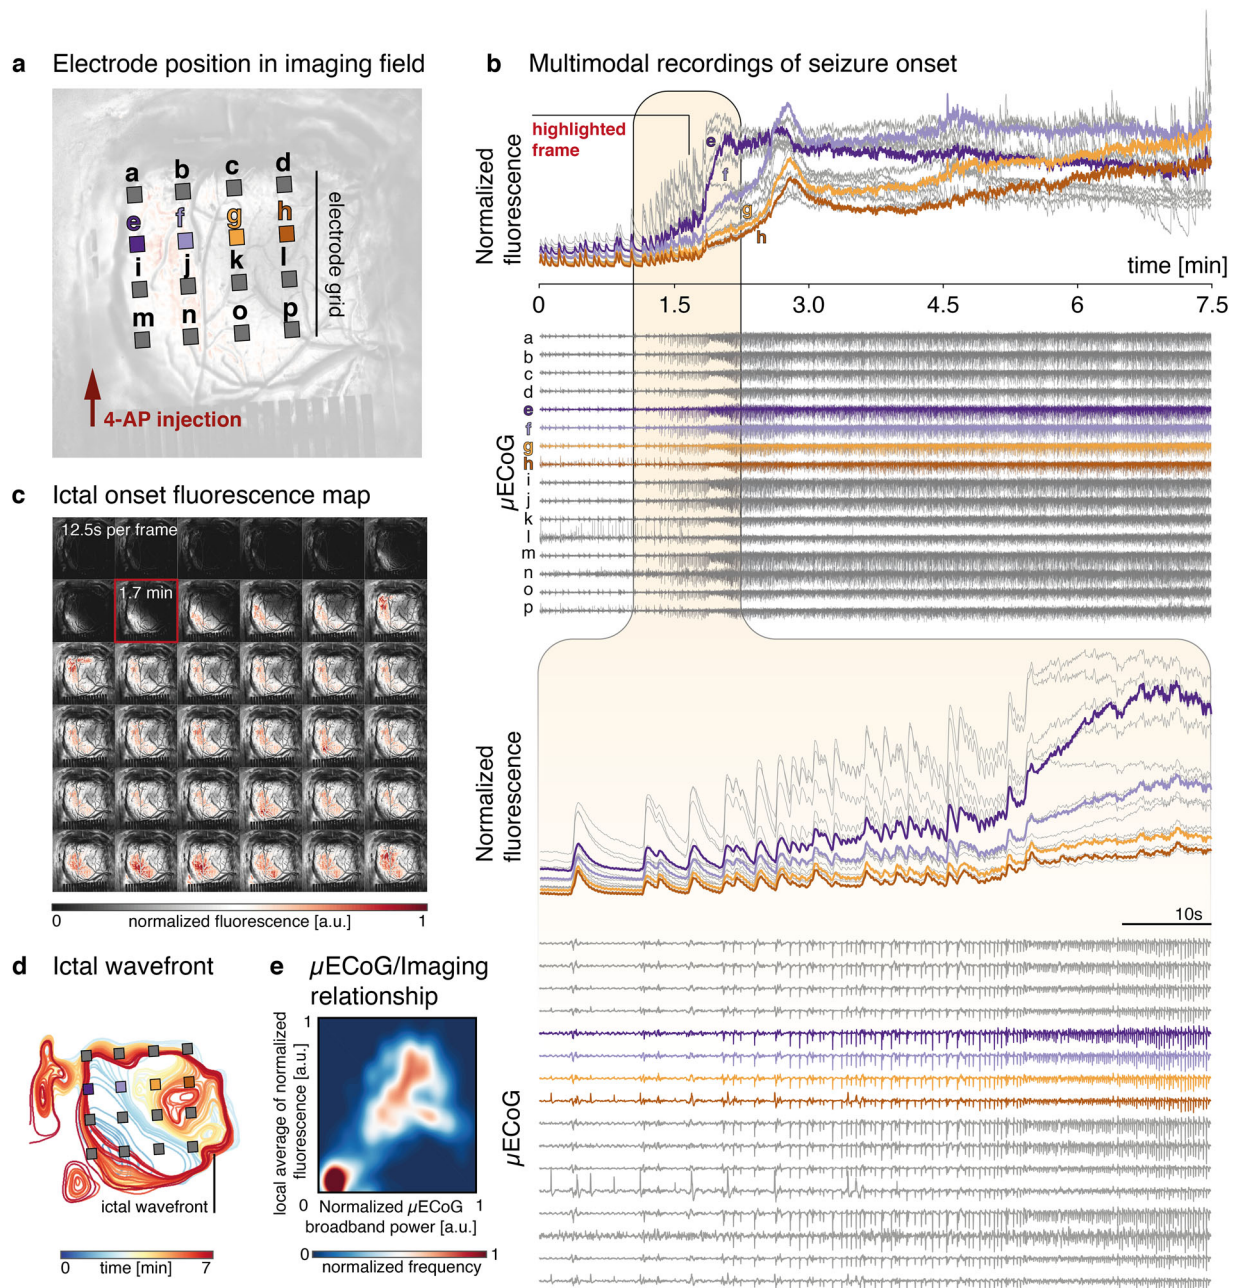 a Electrode position in imaging field
a b c d
e f g h
i j k l
m n o p
electrode grid
4-AP injection
b Multimodal recordings of seizure onset
Normalized
fluorescence
highlighted
frame
e
f
g
h
time [min]
0 1.5 3.0 4.5 6 7.5
µECoG
a
b
c
d
e
f
g
h
i
j
k
l
m
n
o
p
Normalized
fluorescence
10s
µECoG
c Ictal onset fluorescence map
12.5s per frame
1.7 min
0 normalized fluorescence [a.u.] 1
d Ictal wavefront
ictal wavefront
0 time [min] 7
e µECoG/Imaging
relationship
local average of normalized
fluorescence [a.u.]
1
0 Normalized µECoG 1
broadband power [a.u.]
0 1
normalized frequency